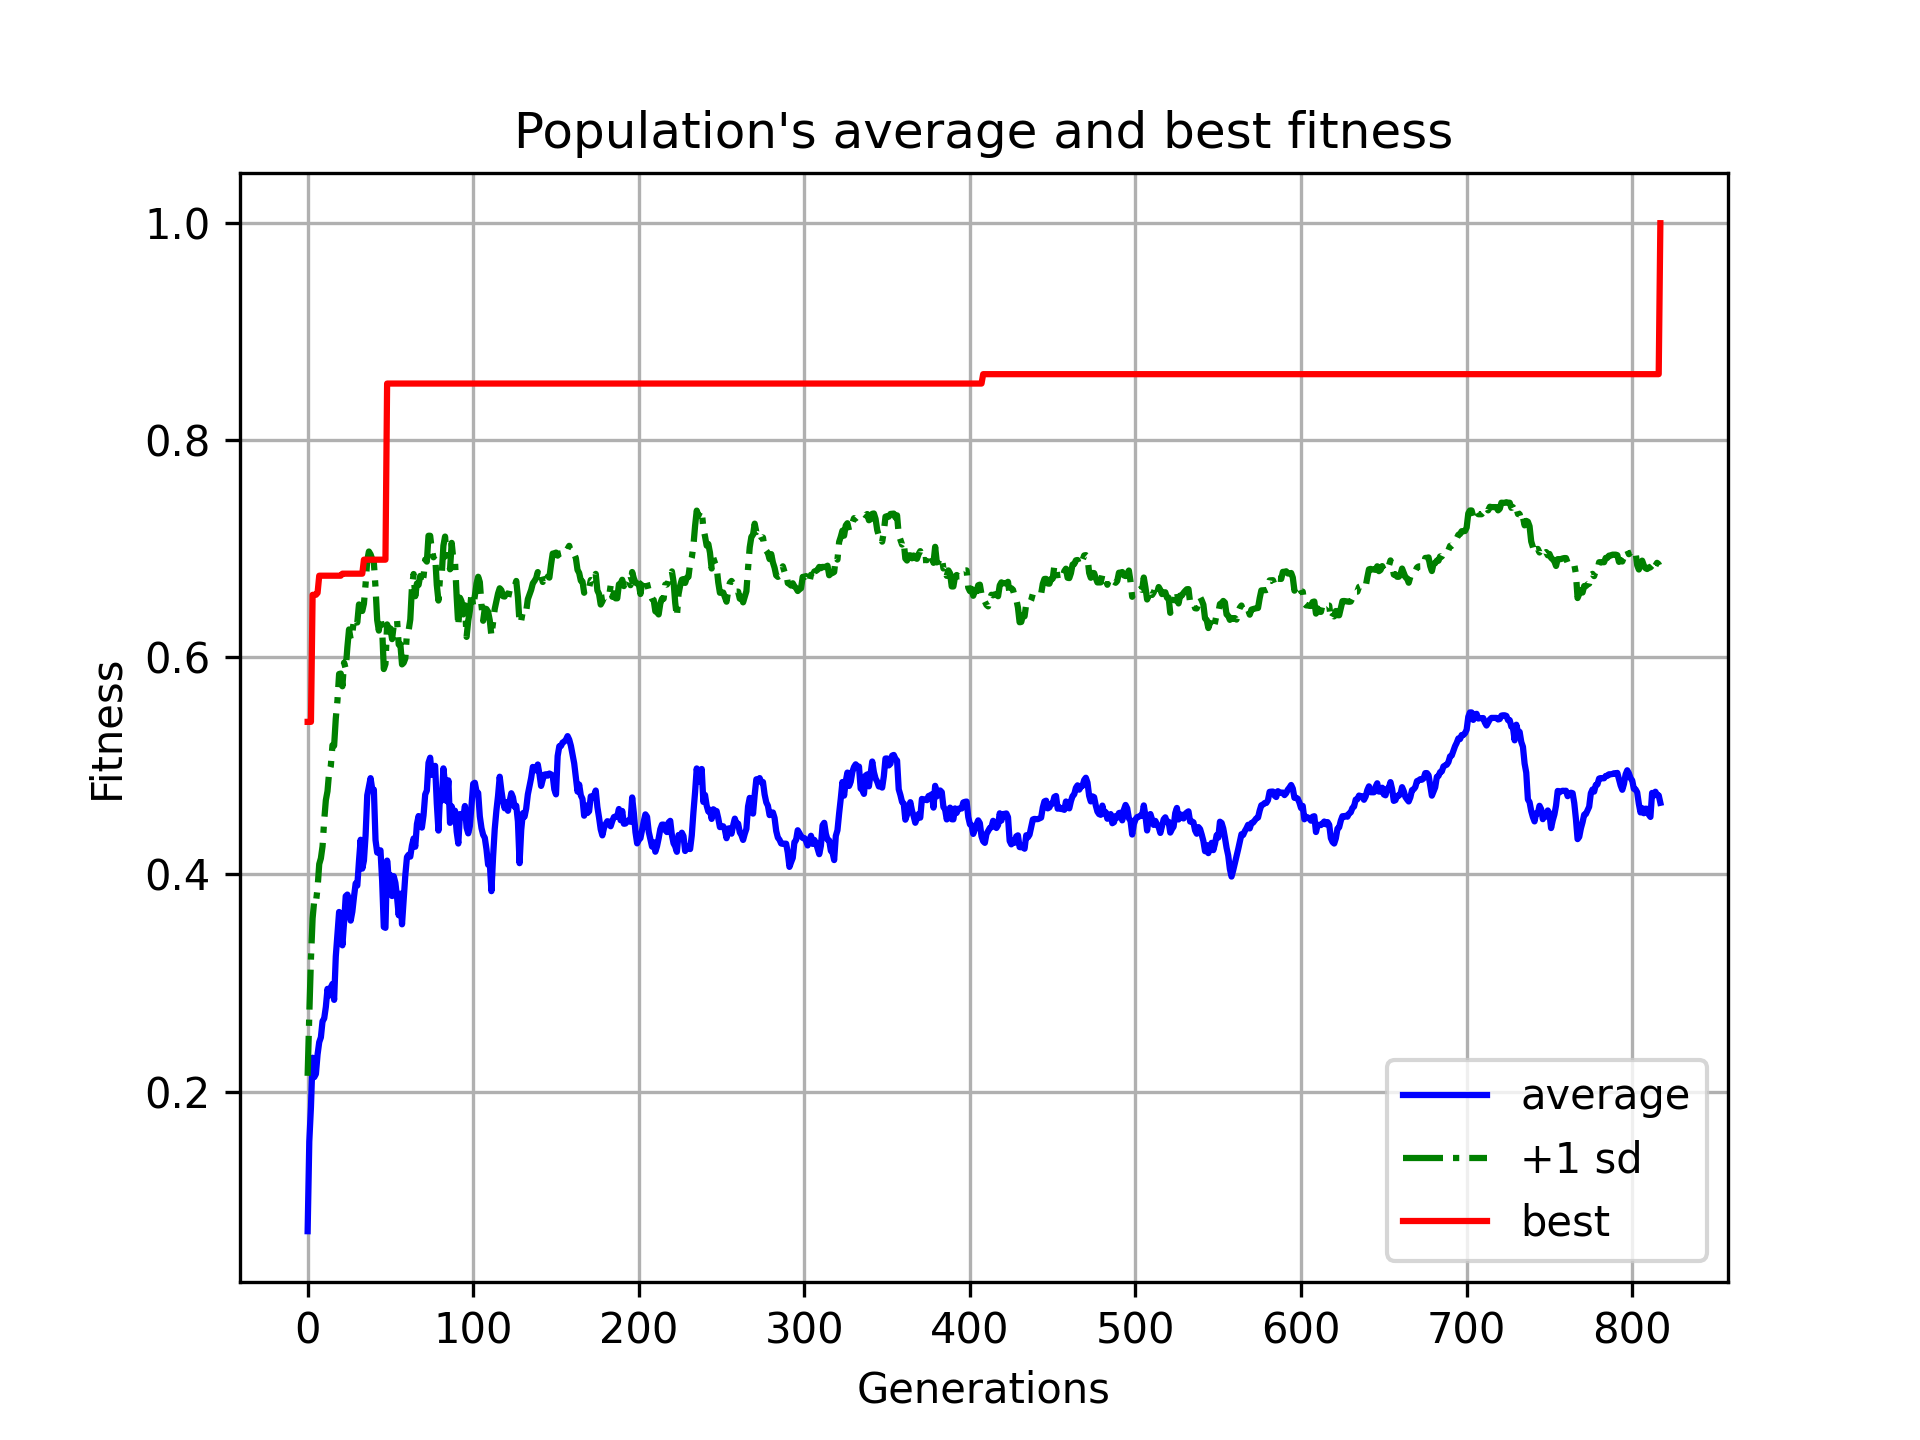 Population's average and best fitness
1.0
0.8
0.6
0.4
0.2
Fitness
0 100 200 300 400 500 600 700 800
Generations
average
+1 sd
best